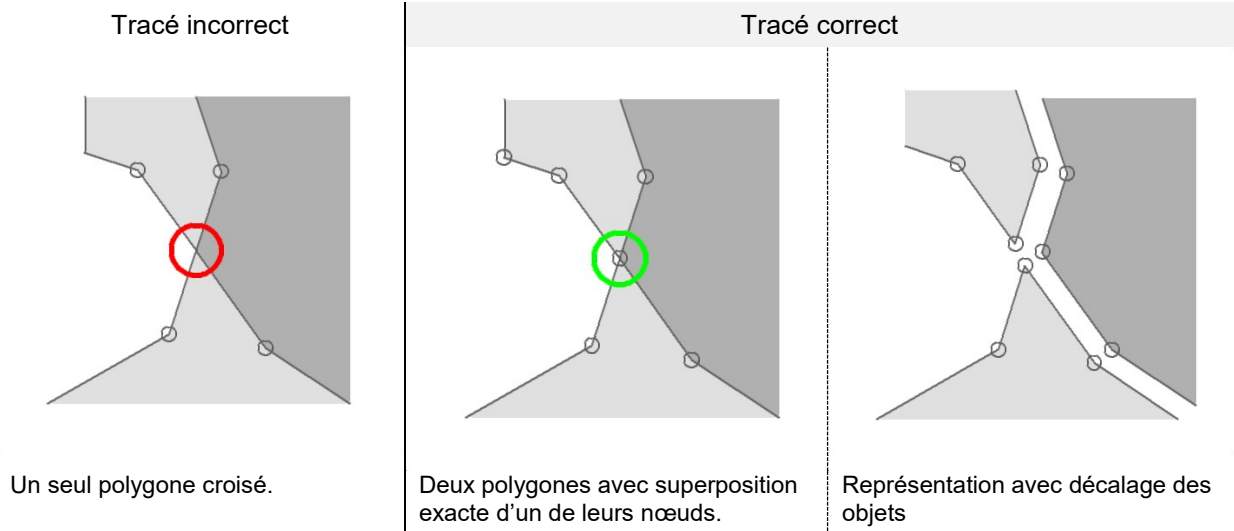 Tracé incorrect
Tracé correct
Un seul polygone croisé.
Deux polygones avec superposition
exacte d'un de leurs nœuds.
Représentation avec décalage des
objets